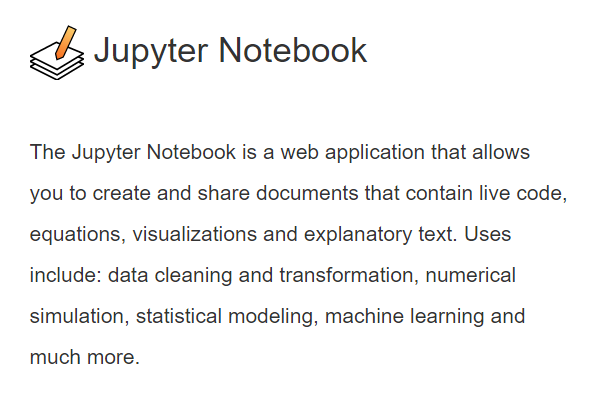 Jupyter Notebook
The Jupyter Notebook is a web application that allows
you to create and share documents that contain live code,
equations, visualizations and explanatory text. Uses
include: data cleaning and transformation, numerical
simulation, statistical modeling, machine learning and
much more.